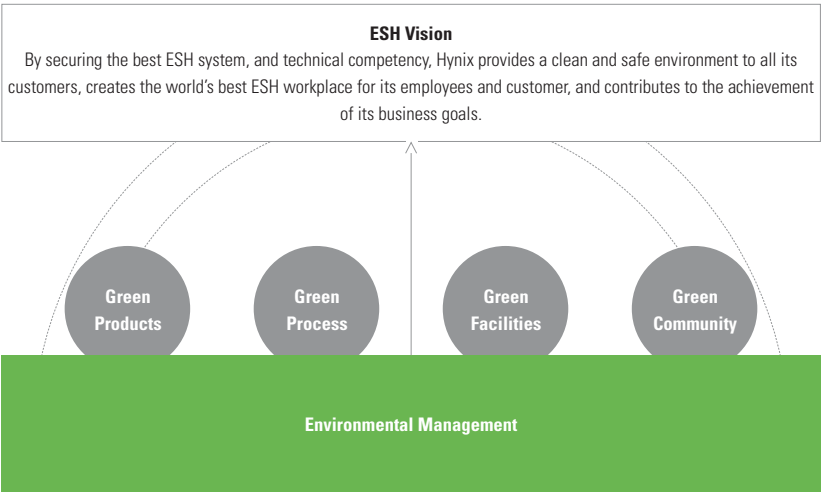 ESH Vision
By securing the best ESH system, and technical competency, Hynix provides a clean and safe environment to all its
customers, creates the world's best ESH workplace for its employees and customer, and contributes to the achievement
of its business goals.
Green
Products
Green
Process
Green
Facilities
Green
Community
Environmental Management